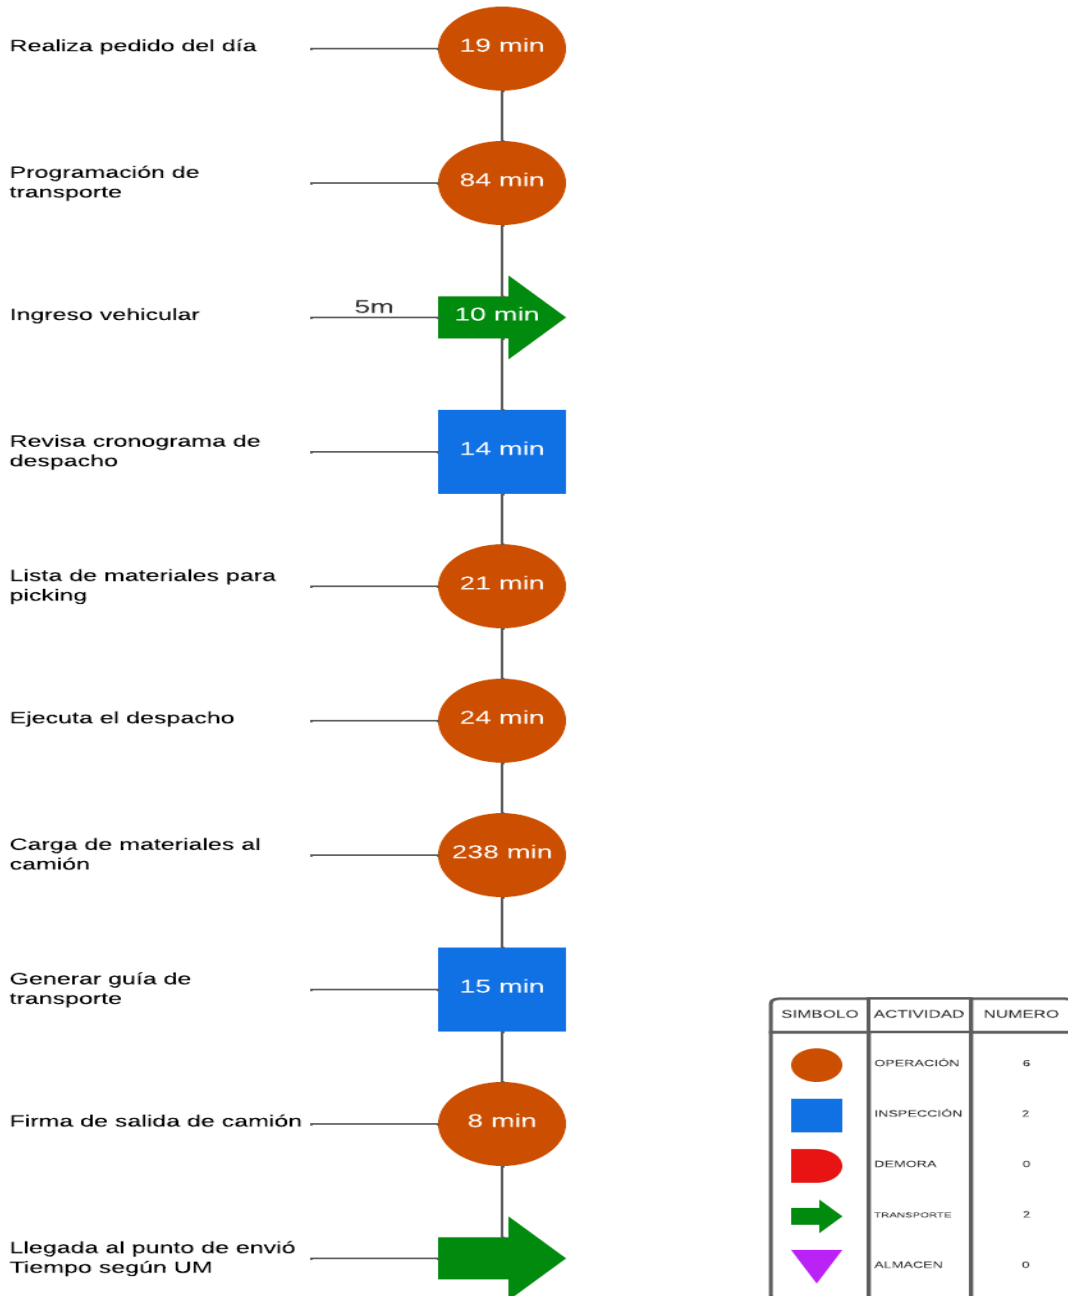 Realiza pedido del día
19 min
Programación de
transporte
84 min
Ingreso vehicular
5m
10 min
Revisa cronograma de
despacho
14 min
Lista de materiales para
picking
21 min
Ejecuta el despacho
24 min
Carga de materiales al
camión
238 min
Generar guía de
transporte
15 min
Firma de salida de camión
8 min
Llegada al punto de envió
Tiempo según UM
SIMBOLO ACTIVIDAD NUMERO
OPERACIÓN 6
INSPECCIÓN 2
DEMORA 0
TRANSPORTE 2
ALMACEN 0